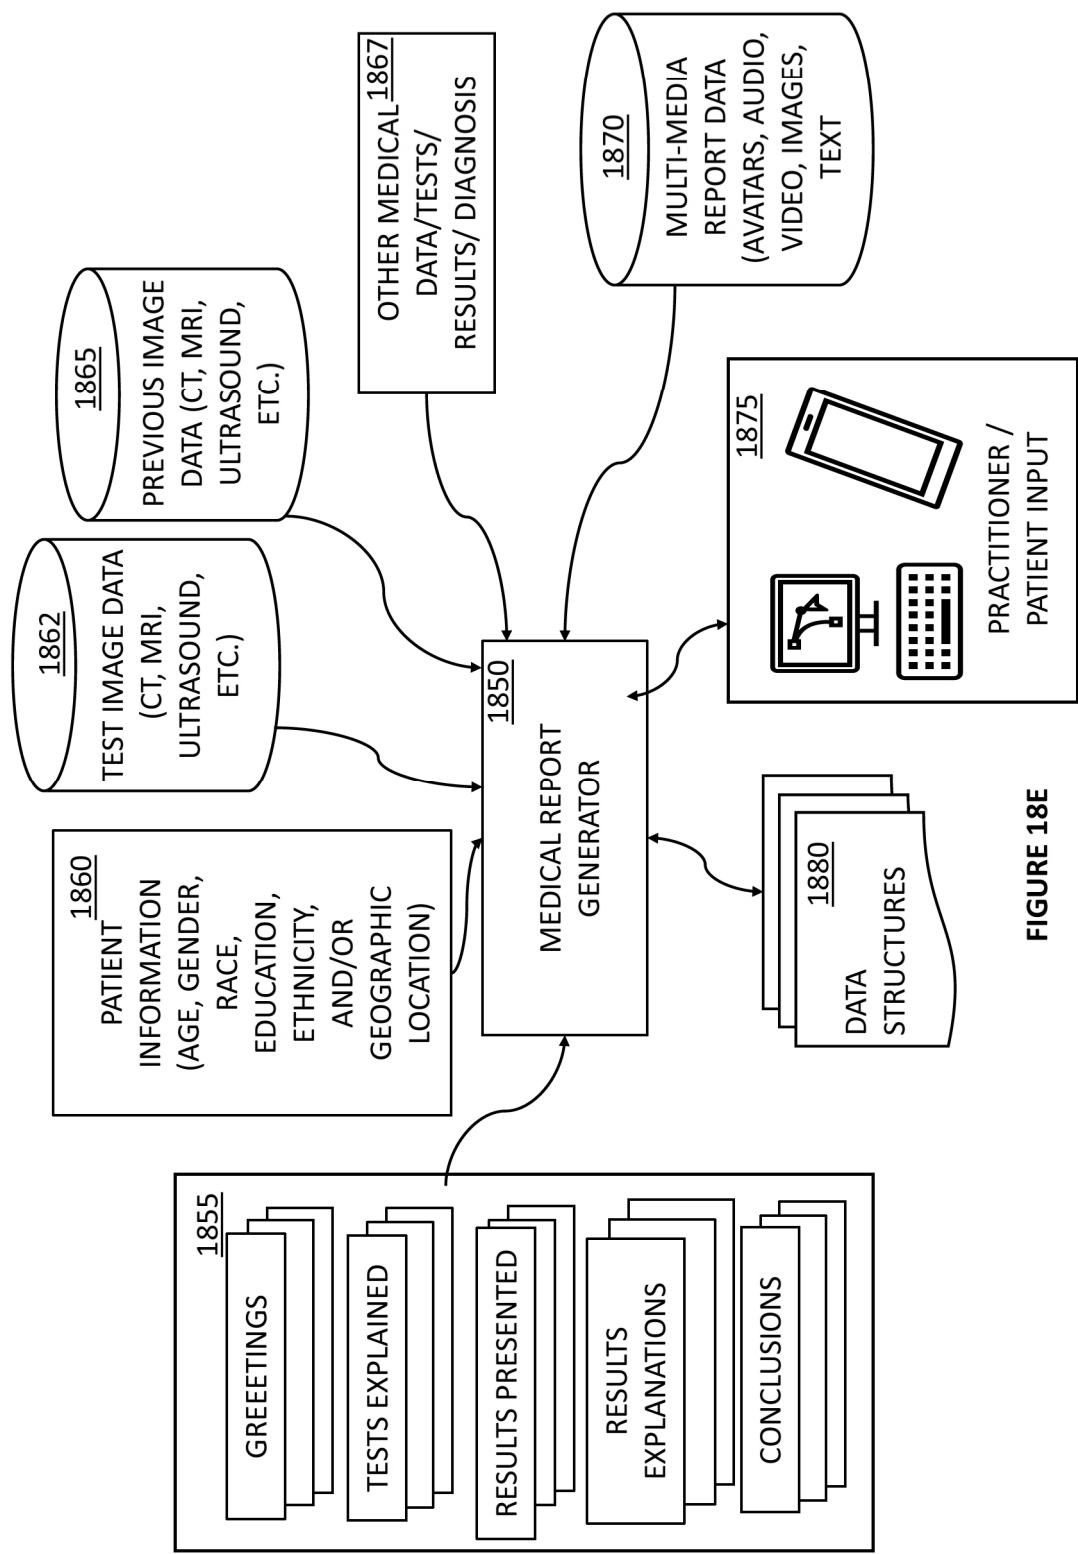 1855
GREEETINGS
TESTS EXPLAINED
RESULTS PRESENTED
RESULTS
EXPLANATIONS
CONCLUSIONS
1860
PATIENT
INFORMATION
(AGE, GENDER,
RACE,
EDUCATION,
ETHNICITY,
AND/OR
GEOGRAPHIC
LOCATION)
1862
TEST IMAGE DATA
(CT, MRI,
ULTRASOUND,
ETC.)
1865
PREVIOUS IMAGE
DATA (CT, MRI,
ULTRASOUND,
ETC.)
1867
OTHER MEDICAL
DATA/TESTS/
RESULTS/ DIAGNOSIS
1870
MULTI-MEDIA
REPORT DATA
(AVATARS, AUDIO,
VIDEO, IMAGES,
TEXT
1850
MEDICAL REPORT
GENERATOR
1880
DATA
STRUCTURES
1875
PRACTITIONER /
PATIENT INPUT
FIGURE 18E